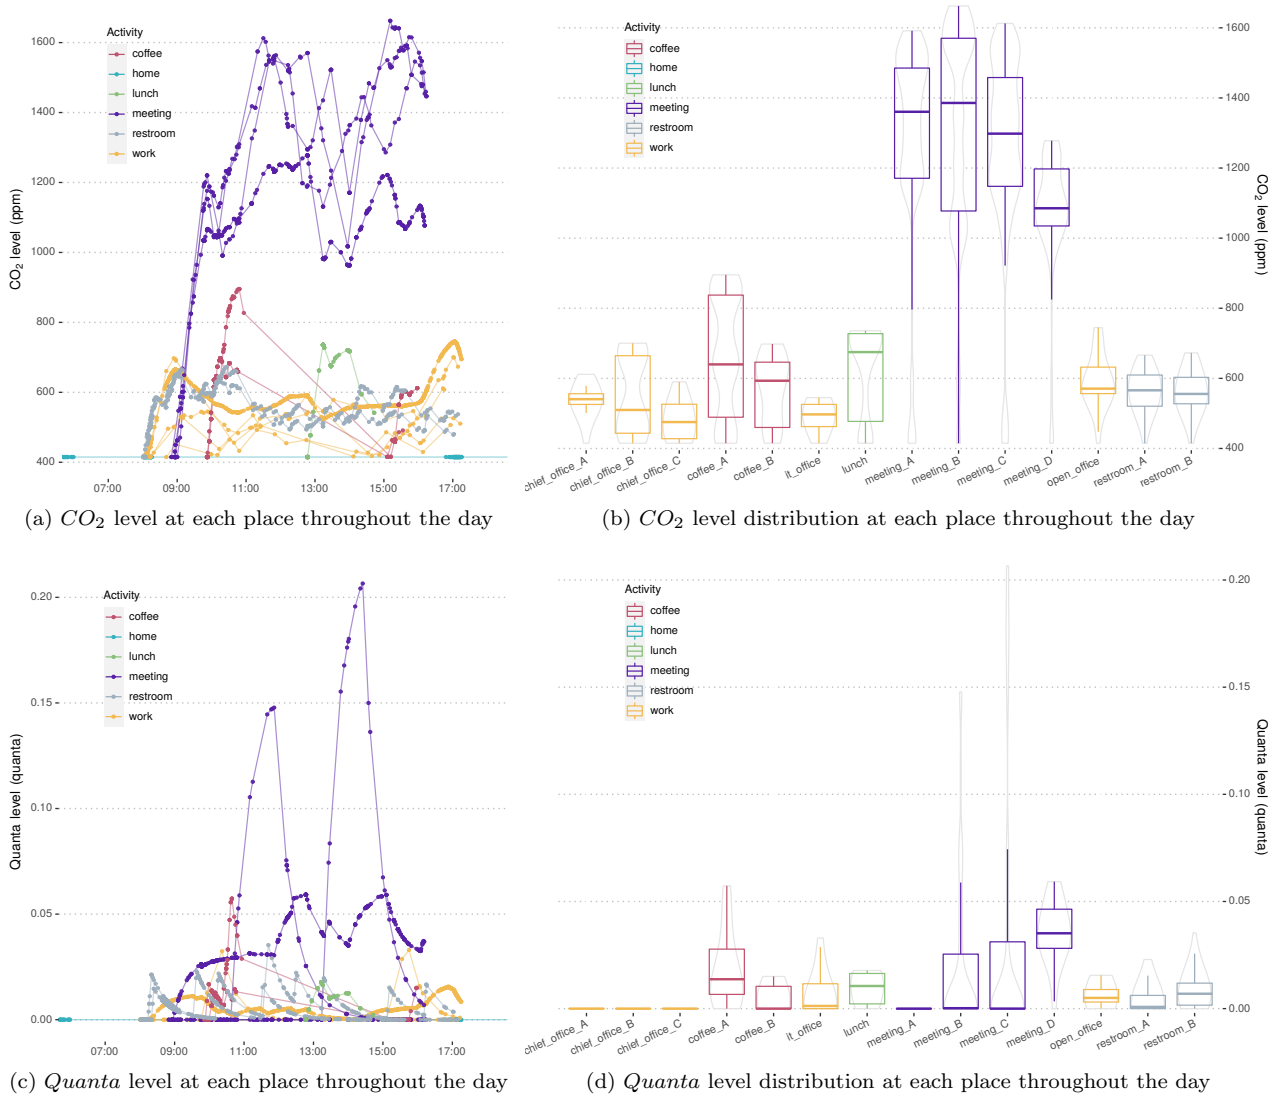 Activity
coffee
home
lunch
meeting
restroom
work
CO2 level (ppm)
1600
1400
1200
1000
800
600
400
07:00 09:00 11:00 13:00 15:00 17:00
(a) CO2 level at each place throughout the day
Activity
coffee
home
lunch
meeting
restroom
work
CO2 level (ppm)
1600
1400
1200
1000
800
600
400
chief_office_A chief_office_B chief_office_C coffee_A coffee_B it_office lunch meeting_A meeting_B meeting_C meeting_D open_office restroom_A restroom_B
(b) CO2 level distribution at each place throughout the day
Activity
coffee
home
lunch
meeting
restroom
work
Quanta level (quanta)
0.20
0.15
0.10
0.05
0.00
07:00 09:00 11:00 13:00 15:00 17:00
(c) Quanta level at each place throughout the day
Activity
coffee
home
lunch
meeting
restroom
work
Quanta level (quanta)
0.20
0.15
0.10
0.05
0.00
chief_office_A chief_office_B chief_office_C coffee_A coffee_B it_office lunch meeting_A meeting_B meeting_C meeting_D open_office restroom_A restroom_B
(d) Quanta level distribution at each place throughout the day